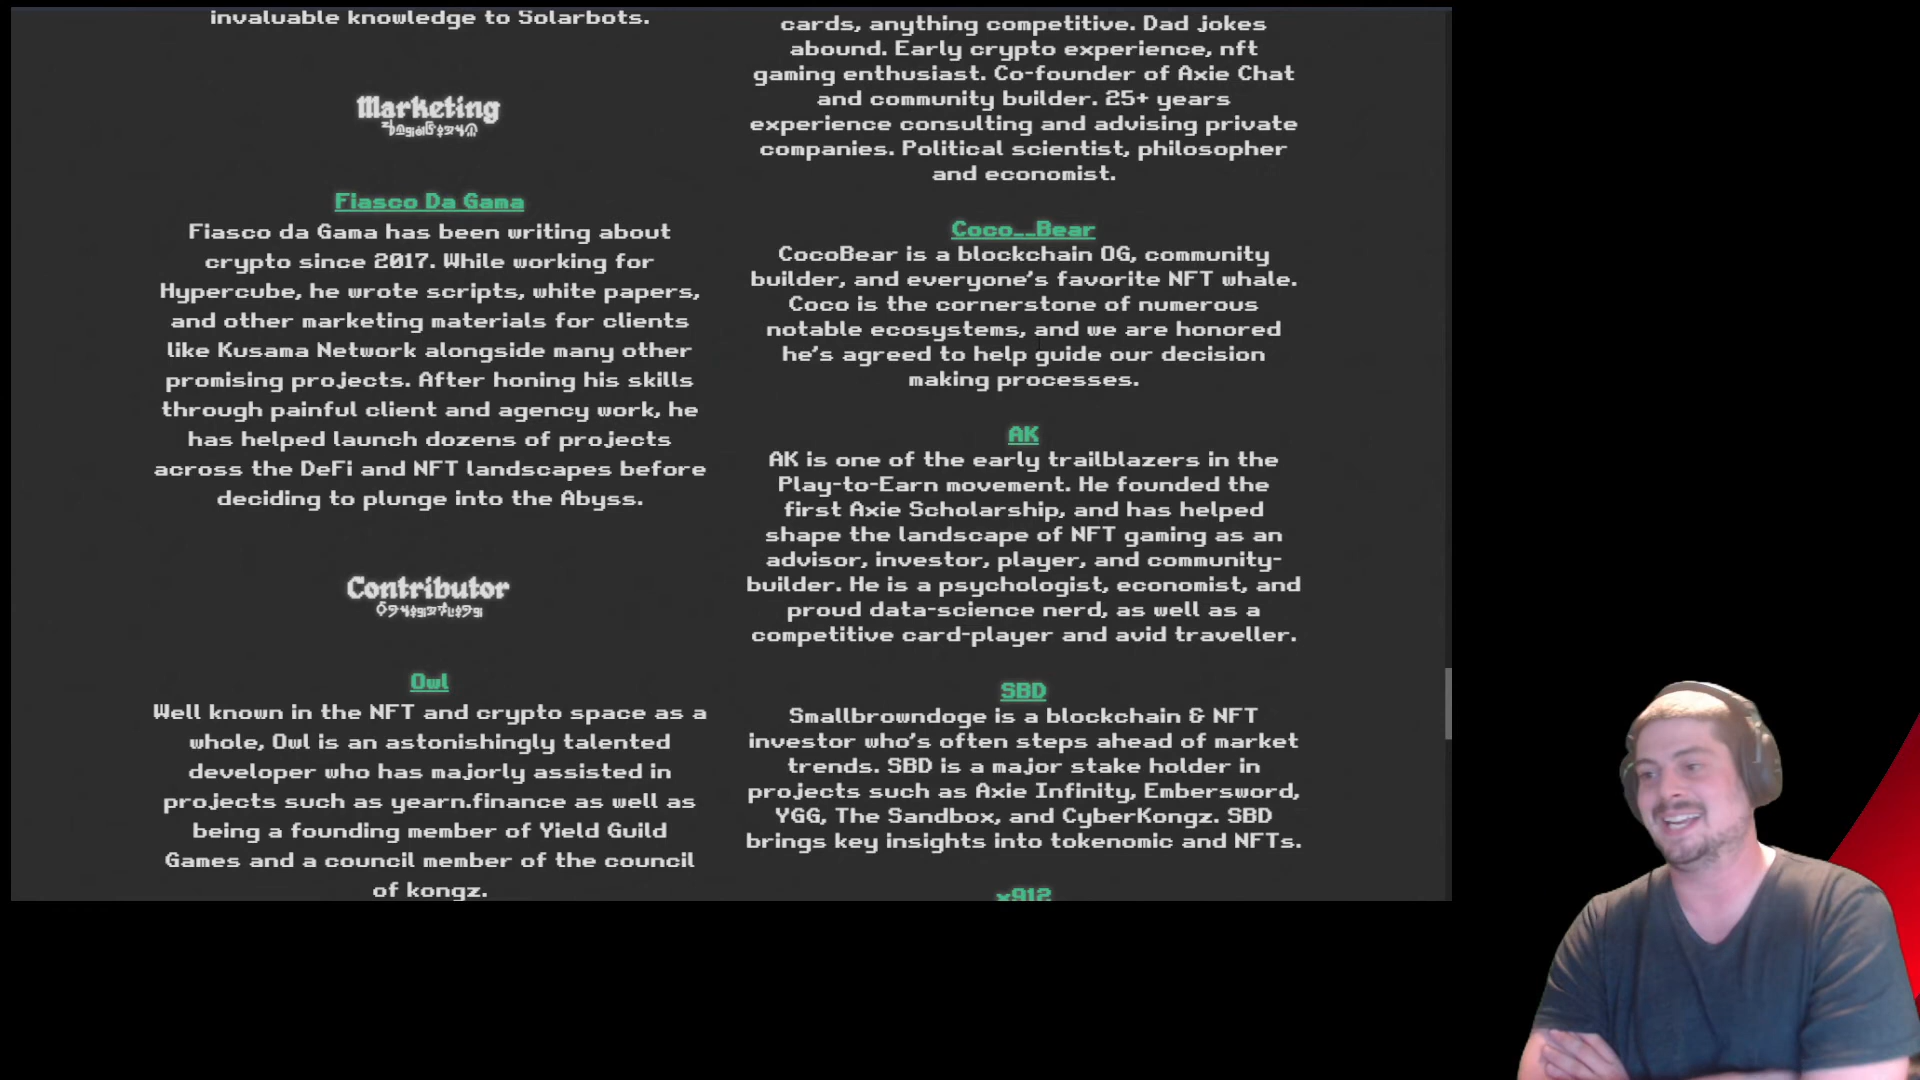 invaluable knowledge to Solarbots.
Marketing
Fiasco Da Gama
Fiasco da Gama has been writing about
crypto since 2017. While working for
Hypercube, he wrote scripts, white papers,
and other marketing materials for clients
like Kusama Network alongside many other
promising projects. After honing his skills
through painful client and agency work, he
has helped launch dozens of projects
across the DeFi and NFT landscapes before
deciding to plunge into the Abyss.
Contributor
Owl
Well known in the NFT and crypto space as a
whole, Owl is an astonishingly talented
developer who has majorly assisted in
projects such as yearn.finance as well as
being a founding member of Yield Guild
Games and a council member of the council
of kongz.
cards, anything competitive. Dad jokes
abound. Early crypto experience, nft
gaming enthusiast. Co-founder of Axie Chat
and community builder. 25+ years
experience consulting and advising private
companies. Political scientist, philosopher
and economist.
Coco__Bear
CocoBear is a blockchain OG, community
builder, and everyone's favorite NFT whale.
Coco is the cornerstone of numerous
notable ecosystems, and we are honored
he's agreed to help guide our decision
making processes.
AK
AK is one of the early trailblazers in the
Play-to-Earn movement. He founded the
first Axie Scholarship, and has helped
shape the landscape of NFT gaming as an
advisor, investor, player, and community-
builder. He is a psychologist, economist, and
proud data-science nerd, as well as a
competitive card-player and avid traveller.
SBD
Smallbrowndoge is a blockchain & NFT
investor who's often steps ahead of market
trends. SBD is a major stake holder in
projects such as Axie Infinity, Embersword,
YGG, The Sandbox, and CyberKongz. SBD
brings key insights into tokenomic and NFTs.
x912